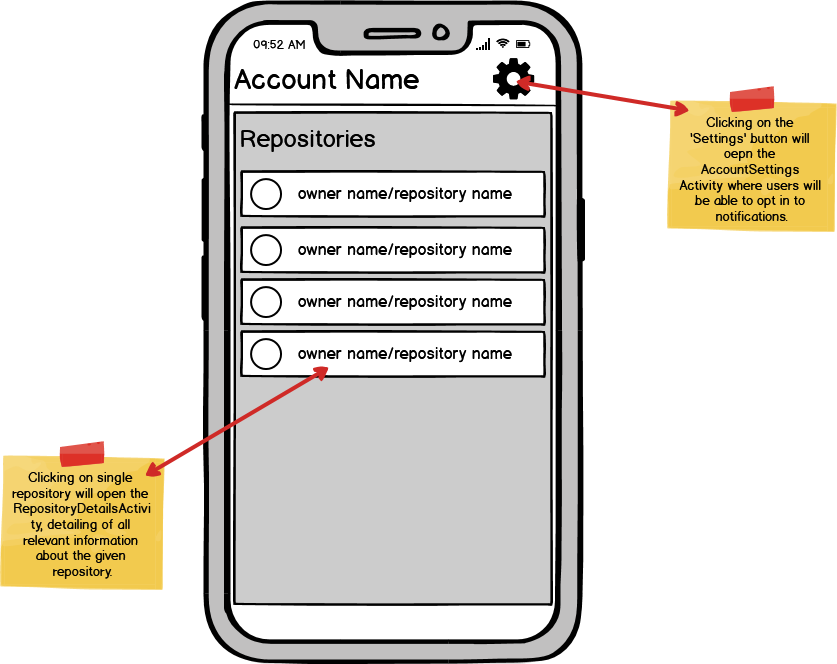 09:52 AM
Account Name
Repositories
owner name/repository name
owner name/repository name
owner name/repository name
owner name/repository name
Clicking on the
'Settings' button will
oepn the
AccountSettings
Activity where users will
be able to opt in to
notifications.
Clicking on single
repository will open the
RepositoryDetailsActivi
ty, detailing of all
relevant information
about the given
repository.